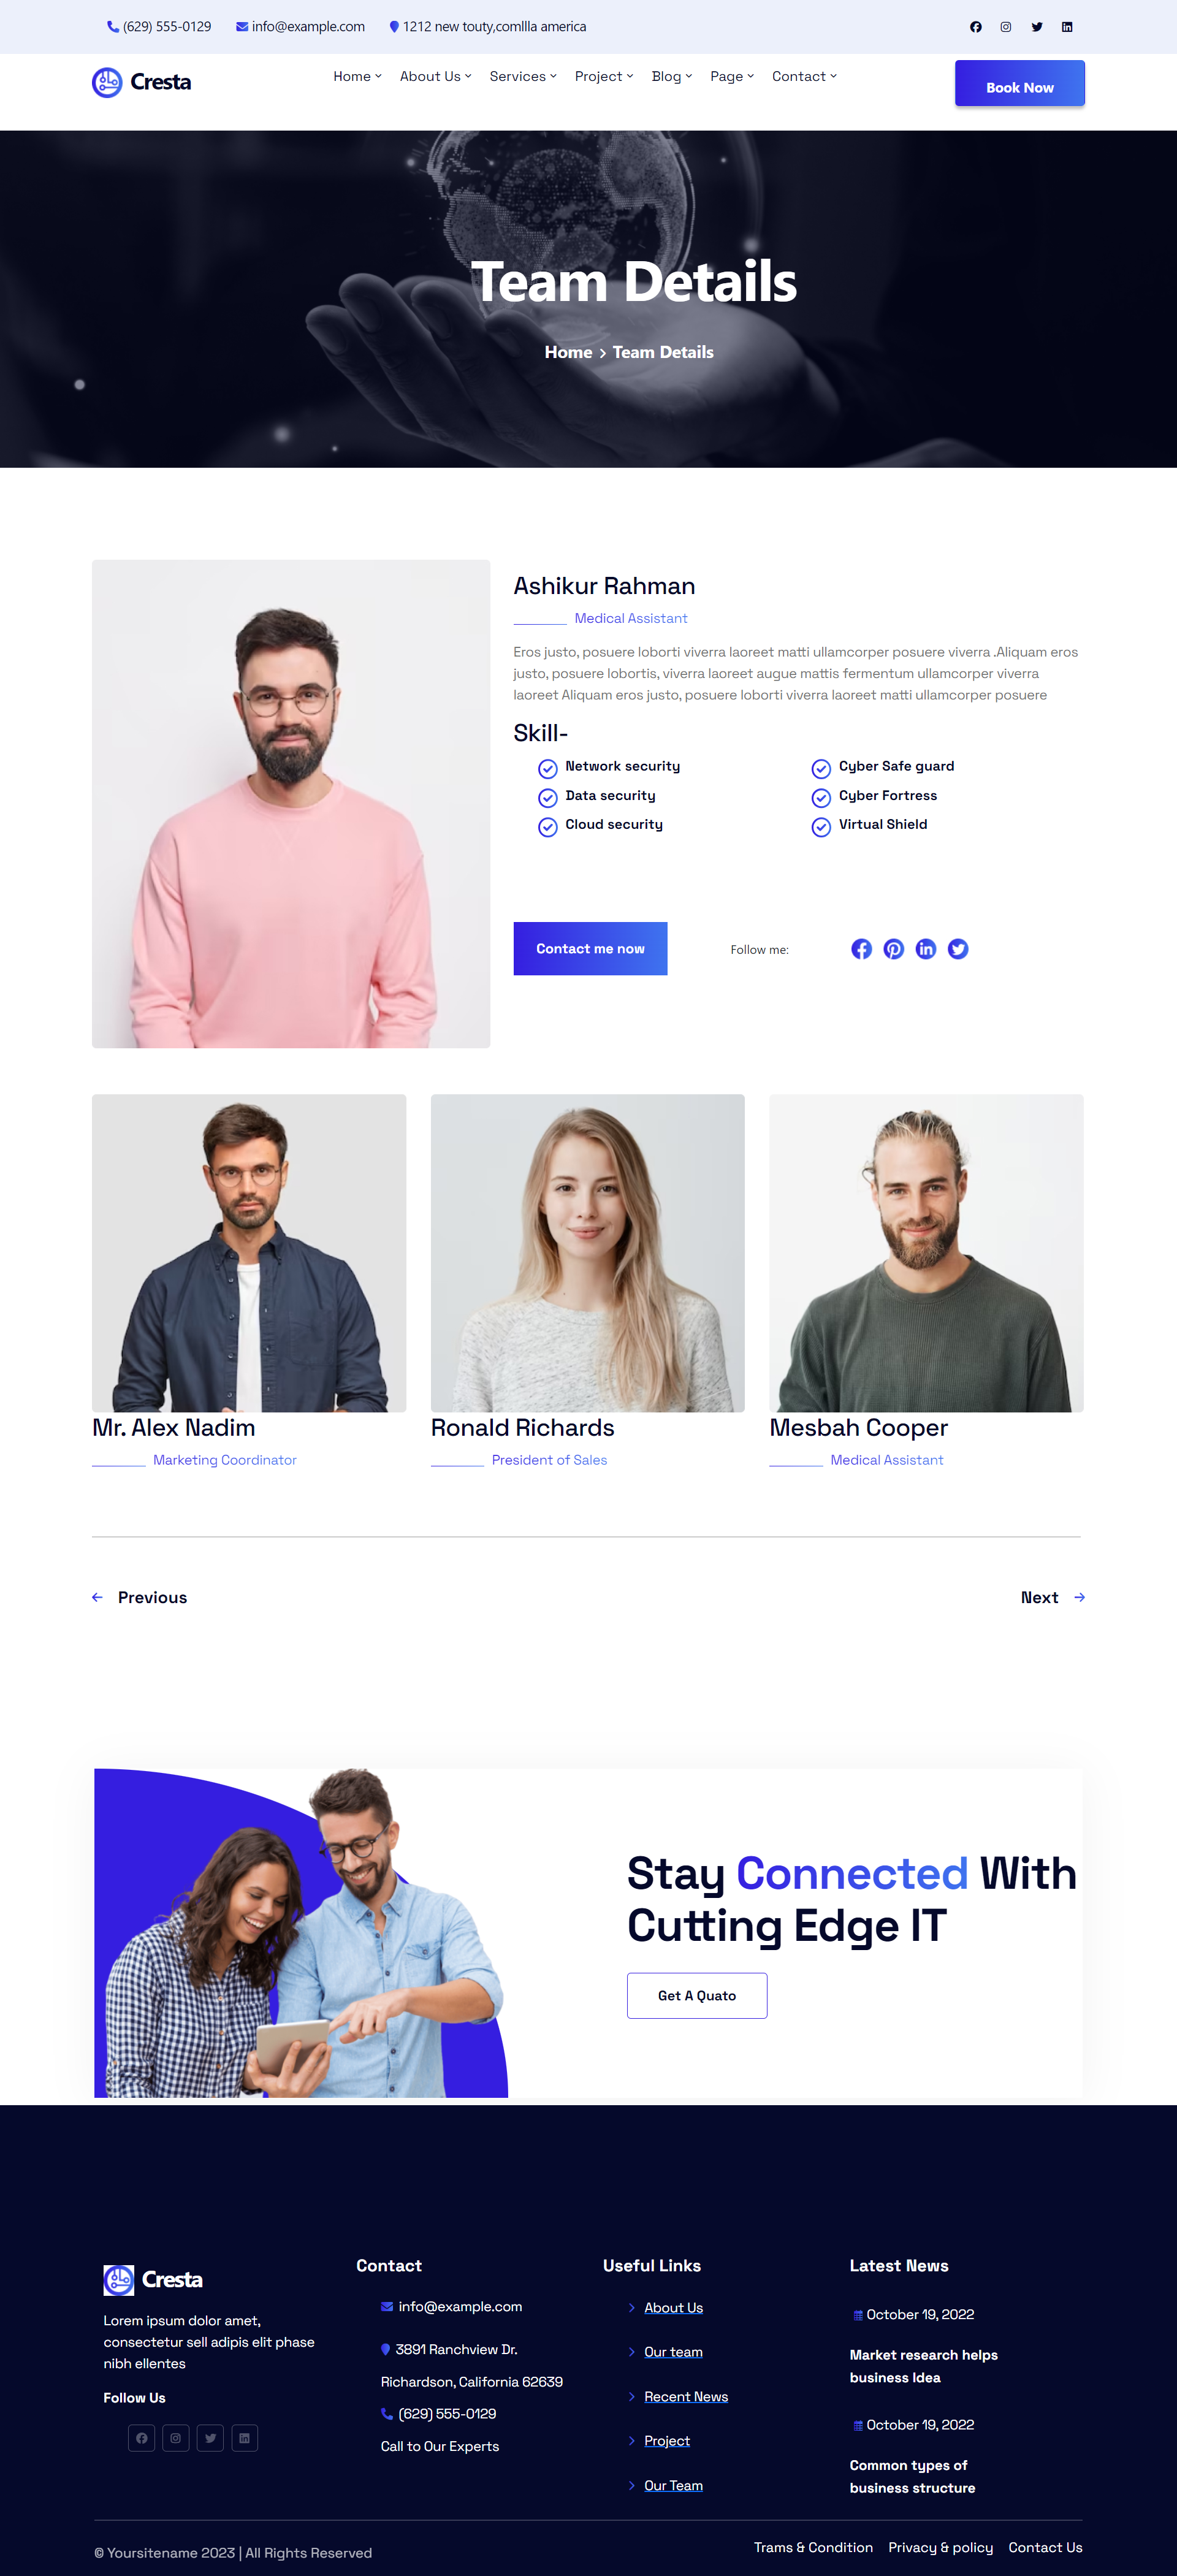 (629) 555-0129 info@example.com 1212 new touty,comllla america
Cresta Home About Us Services Project Blog Page Contact Book Now
Team Details
Home > Team Details
Ashikur Rahman
Medical Assistant
Eros justo, posuere loborti viverra laoreet matti ullamcorper posuere viverra .Aliquam eros
justo, posuere lobortis, viverra laoreet augue mattis fermentum ullamcorper viverra
laoreet Aliquam eros justo, posuere loborti viverra laoreet matti ullamcorper posuere
Skill-
Network security Cyber Safe guard
Data security Cyber Fortress
Cloud security Virtual Shield
Contact me now Follow me:
Mr. Alex Nadim
Marketing Coordinator
Ronald Richards
President of Sales
Mesbah Cooper
Medical Assistant
Previous Next
Stay Connected With
Cutting Edge IT
Get A Quato
Cresta
Lorem ipsum dolor amet,
consectetur sell adipis elit phase
nibh ellentes
Follow Us
Contact
info@example.com
3891 Ranchview Dr.
Richardson, California 62639
(629) 555-0129
Call to Our Experts
Useful Links
About Us
Our team
Recent News
Project
Our Team
Latest News
October 19, 2022
Market research helps
business Idea
October 19, 2022
Common types of
business structure
© Yoursitename 2023 | All Rights Reserved
Trams & Condition Privacy & policy Contact Us